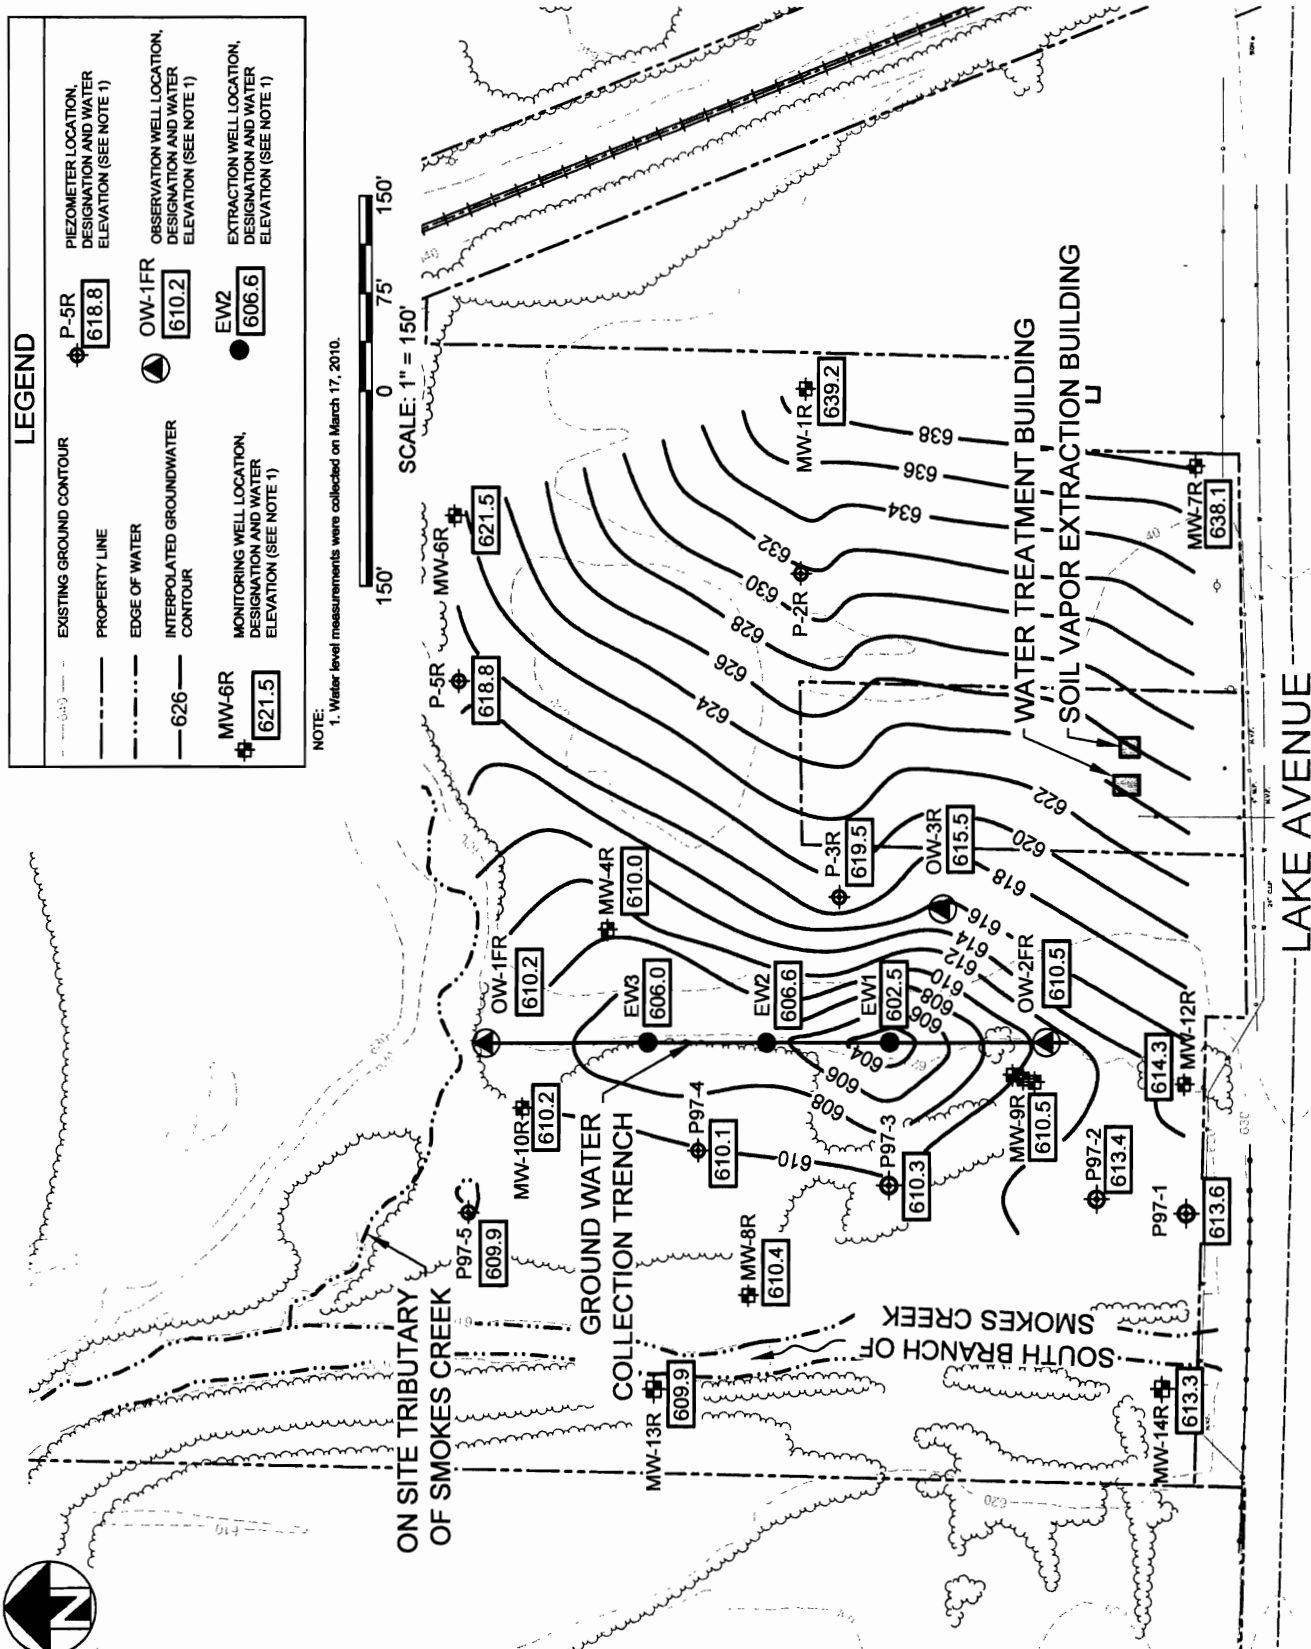 LEGEND
EXISTING GROUND CONTOUR
PROPERTY LINE
EDGE OF WATER
626
INTERPOLATED GROUNDWATER
CONTOUR
MW-6R
621.5
MONITORING WELL LOCATION,
DESIGNATION AND WATER
ELEVATION (SEE NOTE 1)
P-5R
618.8
PIEZOMETER LOCATION,
DESIGNATION AND WATER
ELEVATION (SEE NOTE 1)
OW-1FR
610.2
OBSERVATION WELL LOCATION,
DESIGNATION AND WATER
ELEVATION (SEE NOTE 1)
EW2
606.6
EXTRACTION WELL LOCATION,
DESIGNATION AND WATER
ELEVATION (SEE NOTE 1)
NOTE:
1. Water level measurements were collected on March 17, 2010.
150'
0
75'
150'
SCALE: 1" = 150'
N
ON SITE TRIBUTARY
OF SMOKES CREEK
GROUND WATER
COLLECTION TRENCH
SOUTH BRANCH OF
SMOKES CREEK
WATER TREATMENT BUILDING
SOIL VAPOR EXTRACTION BUILDING
LAKE AVENUE
MW-6R
621.5
P-5R
618.8
MW-1R
639.2
MW-7R
638.1
P-2R
P-3R
619.5
OW-3R
615.5
MW-4R
610.0
OW-1FR
610.2
EW3
606.0
EW2
606.6
EW1
602.5
OW-2FR
610.5
MW-12R
614.3
MW-10R
610.2
P97-4
610.1
P97-3
610.3
MW-9R
610.5
P97-2
613.4
P97-1
613.6
P97-5
609.9
MW-8R
610.4
MW-13R
609.9
MW-14R
613.3
638
636
634
632
630
628
626
624
622
620
618
616
614
612
610
608
606
604
606
608
610
640
40
630
620
610